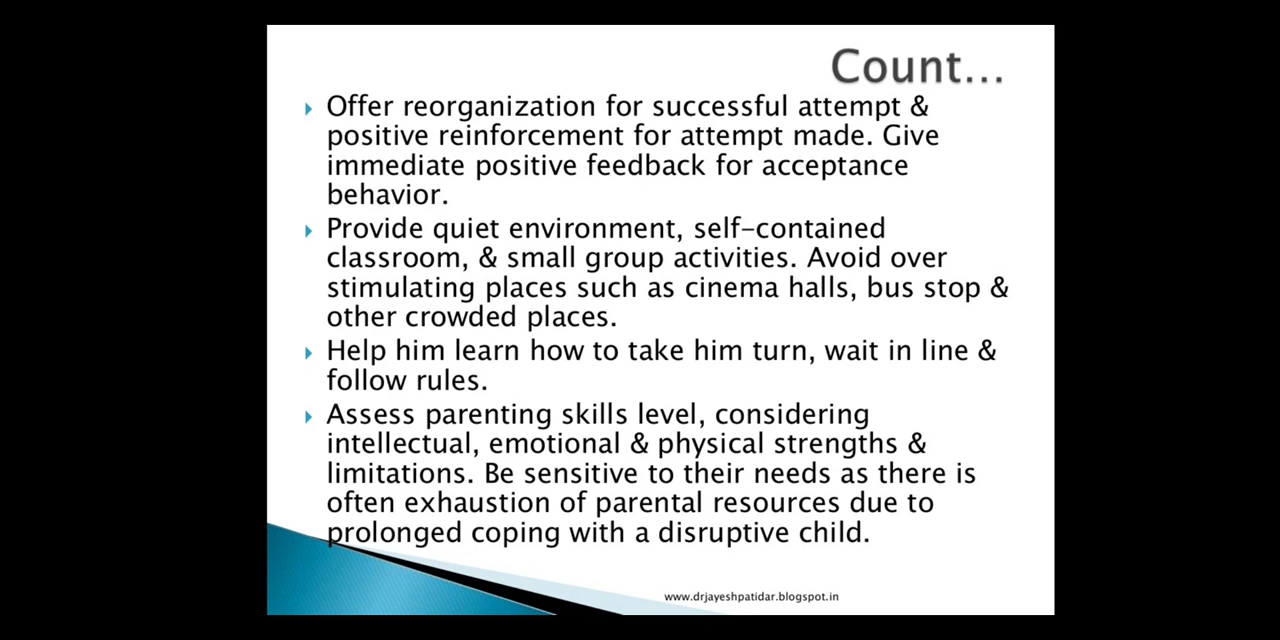 Count...
Offer reorganization for successful attempt &
positive reinforcement for attempt made. Give
immediate positive feedback for acceptance
behavior.
Provide quiet environment, self-contained
classroom, & small group activities. Avoid over
stimulating places such as cinema halls, bus stop &
other crowded places.
Help him learn how to take him turn, wait in line &
follow rules.
Assess parenting skills level, considering
intellectual, emotional & physical strengths &
limitations. Be sensitive to their needs as there is
often exhaustion of parental resources due to
prolonged coping with a disruptive child.
www.drjayeshpatidar.blogspot.in